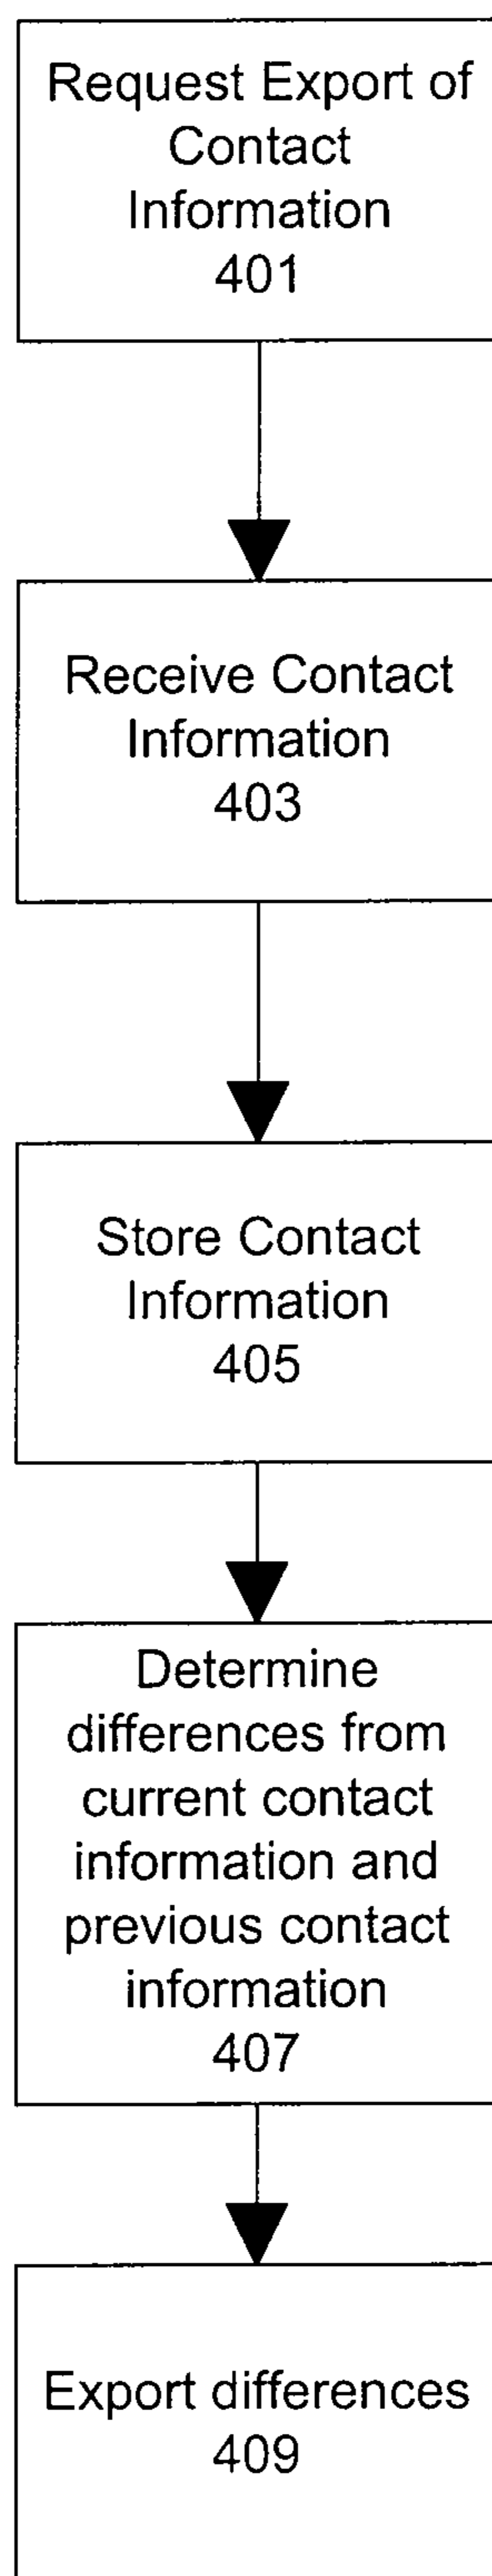 Request Export of
Contact
Information
401
Receive Contact
Information
403
Store Contact
Information
405
Determine
differences from
current contact
information and
previous contact
information
407
Export differences
409